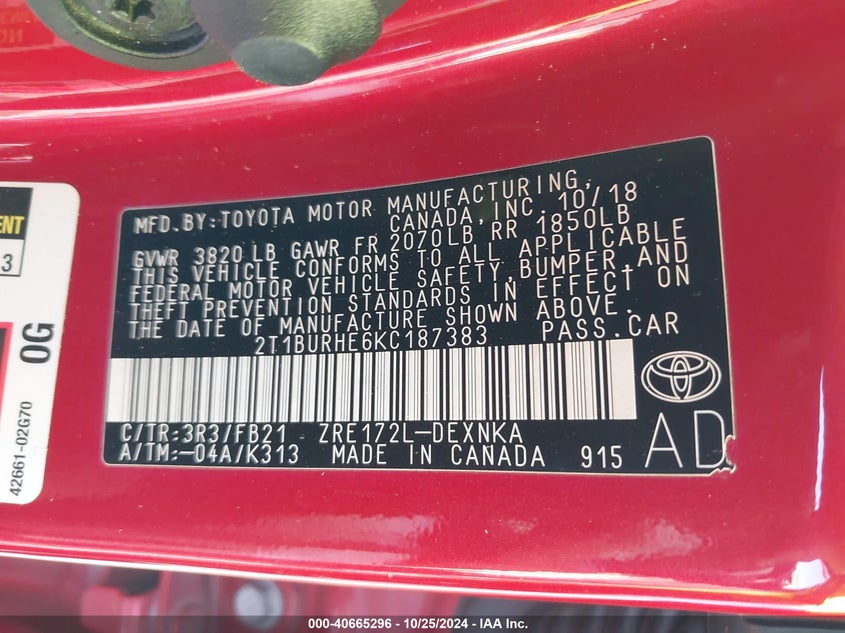 MFD.BY:TOYOTA MOTOR MANUFACTURING,
CANADA,INC. 10/18
GVWR 3820 LB GAWR FR 2070LB RR 1850LB
THIS VEHICLE CONFORMS TO ALL APPLICABLE
FEDERAL MOTOR VEHICLE SAFETY,BUMPER,AND
THEFT PREVENTION STANDARDS IN EFFECT ON
THE DATE OF MANUFACTURE SHOWN ABOVE.
2T1BURHE6KC187383 PASS.CAR
C/TR:3R3/FB21 ZRE172L-DEXNKA
A/TM:-04A/K313 MADE IN CANADA 915
AD
3
0G
42661-02G70
000-40665296 - 10/25/2024 - IAA Inc.